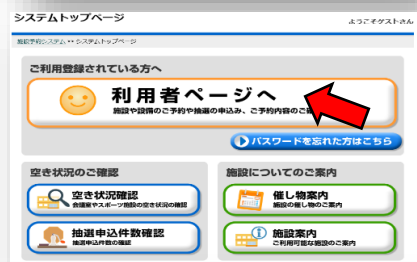 システムトップページ
ようこそゲストさん
施設予約システム ** システムトップページ
ご利用登録されている方へ
利用者ページへ
施設や設備のご予約や抽選の申込み、ご予約内容のご確
パスワードを忘れた方はこちら
空き状況のご確認
空き状況確認
会議室やスポーツ施設の空き状況の確認
抽選申込件数確認
抽選申込件数の確認
施設についてのご案内
催し物案内
施設の催し物のご案内
施設案内
ご利用可能な施設のご案内